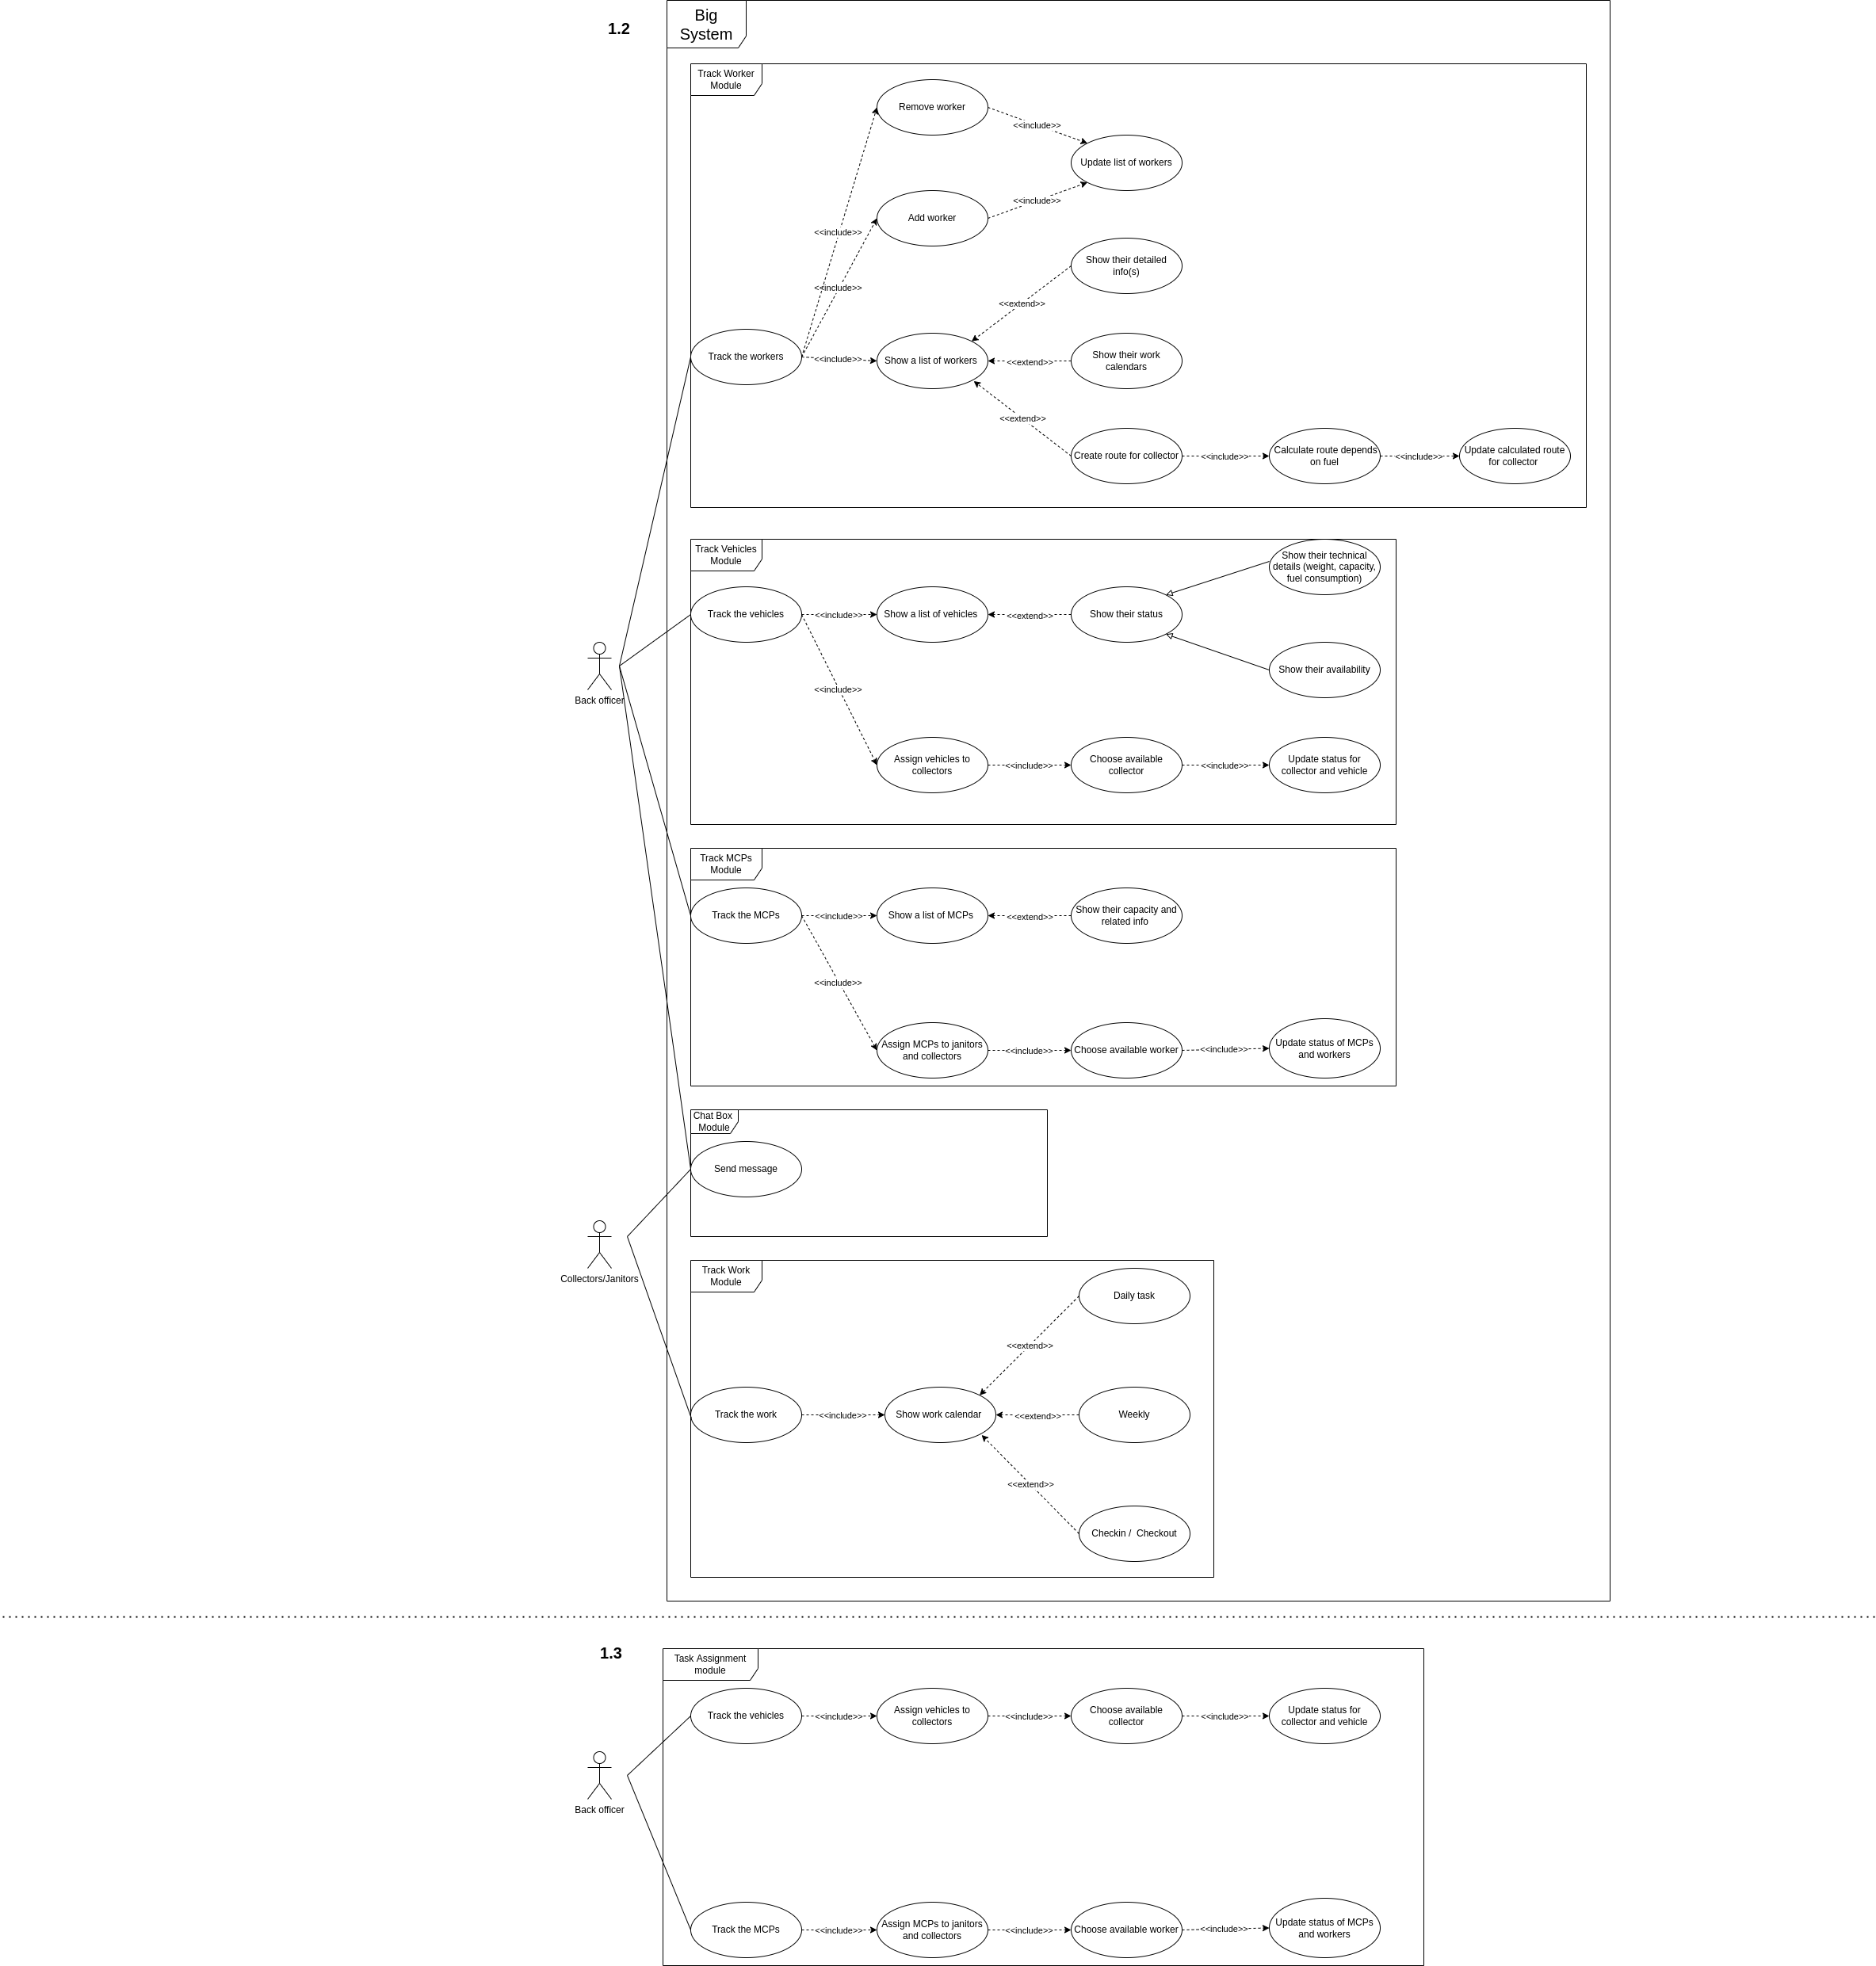 1.2
Big
System
Track Worker
Module
Remove worker
<<include>>
Update list of workers
<<include>>
Add worker
<<include>>
<<include>>
Show their detailed
info(s)
<<extend>>
Track the workers
<<include>>
Show a list of workers
<<extend>>
Show their work
calendars
<<extend>>
Create route for collector
<<include>>
Calculate route depends
on fuel
<<include>>
Update calculated route
for collector
Track Vehicles
Module
Show their technical
details (weight, capacity,
fuel consumption)
Track the vehicles
<<include>>
Show a list of vehicles
<<extend>>
Show their status
Show their availability
<<include>>
Back officer
Assign vehicles to
collectors
<<include>>
Choose available
collector
<<include>>
Update status for
collector and vehicle
Track MCPs
Module
Track the MCPs
<<include>>
Show a list of MCPs
<<extend>>
Show their capacity and
related info
<<include>>
Assign MCPs to janitors
and collectors
<<include>>
Choose available worker
<<include>>
Update status of MCPs
and workers
Chat Box
Module
Send message
Collectors/Janitors
Track Work
Module
Daily task
<<extend>>
Track the work
<<include>>
Show work calendar
<<extend>>
Weekly
<<extend>>
Checkin / Checkout
1.3
Task Assignment
module
Track the vehicles
<<include>>
Assign vehicles to
collectors
<<include>>
Choose available
collector
<<include>>
Update status for
collector and vehicle
Back officer
Track the MCPs
<<include>>
Assign MCPs to janitors
and collectors
<<include>>
Choose available worker
<<include>>
Update status of MCPs
and workers